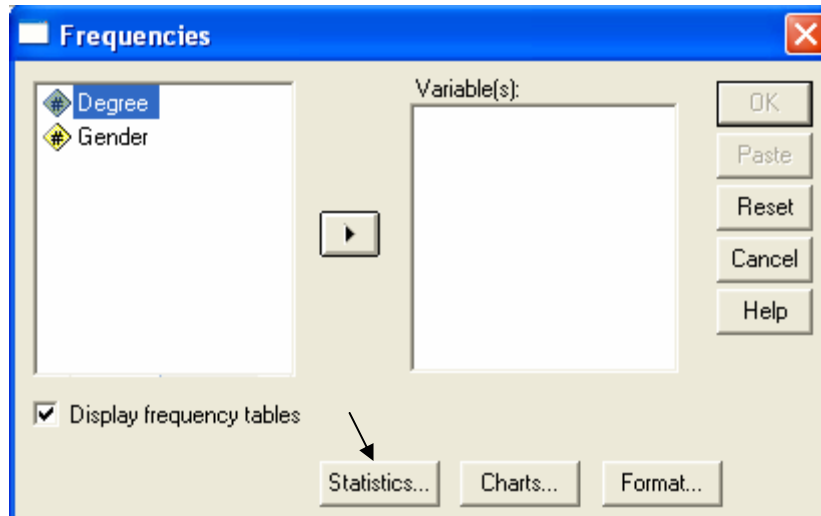 Frequencies
Degree
Gender
Variable(s):
OK
Paste
Reset
Cancel
Help
Display frequency tables
Statistics...
Charts...
Format...